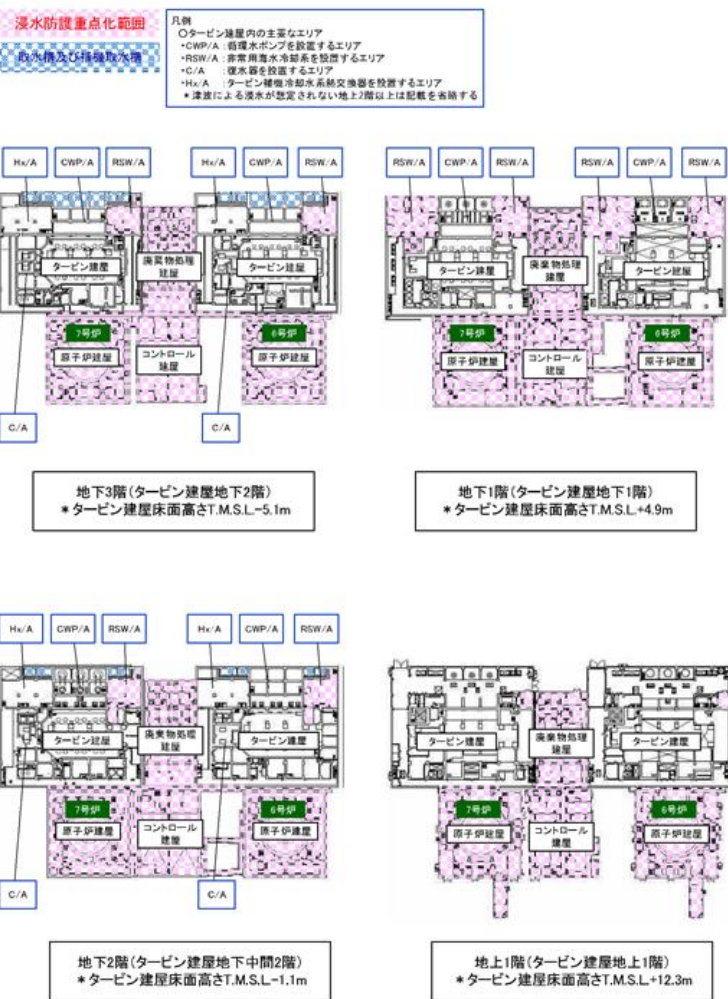 浸水防護重点化範囲
取水槽及び補機取水槽
凡例
○タービン建屋内の主要なエリア
・CWP/A：循環水ポンプを設置するエリア
・RSW/A：非常用海水冷却系を設置するエリア
・C/A　：復水器を設置するエリア
・Hx/A　：タービン補機冷却水系熱交換器を設置するエリア
＊津波による浸水が想定されない地上2階以上は記載を省略する
Hx/A CWP/A RSW/A Hx/A CWP/A RSW/A
タービン建屋 廃棄物処理建屋 タービン建屋
7号炉 6号炉
原子炉建屋 コントロール建屋 原子炉建屋
C/A C/A
地下3階(タービン建屋地下2階)
＊タービン建屋床面高さT.M.S.L.-5.1m
RSW/A CWP/A RSW/A RSW/A CWP/A RSW/A
タービン建屋 廃棄物処理建屋 タービン建屋
7号炉 6号炉
原子炉建屋 コントロール建屋 原子炉建屋
地下1階(タービン建屋地下1階)
＊タービン建屋床面高さT.M.S.L.+4.9m
Hx/A CWP/A RSW/A Hx/A CWP/A RSW/A
タービン建屋 廃棄物処理建屋 タービン建屋
7号炉 6号炉
原子炉建屋 コントロール建屋 原子炉建屋
C/A C/A
地下2階(タービン建屋地下中間2階)
＊タービン建屋床面高さT.M.S.L-1.1m
タービン建屋 廃棄物処理建屋 タービン建屋
7号炉 6号炉
原子炉建屋 コントロール建屋 原子炉建屋
地上1階(タービン建屋地上1階)
＊タービン建屋床面高さT.M.S.L+12.3m